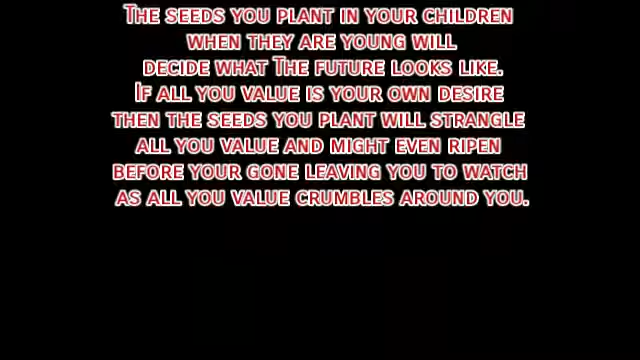 The seeds you plant in your children
when they are young will
decide what The future looks like.
If all you value is your own desire
then the seeds you plant will strangle
all you value and might even ripen
before your gone leaving you to watch
as all you value crumbles around you.